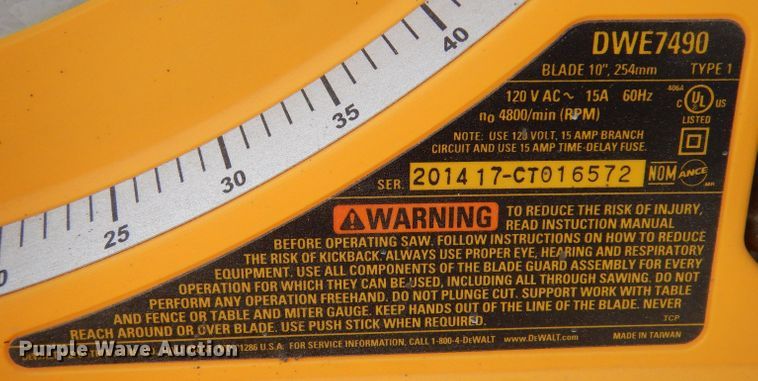 40
35
30
25
0
DWE7490
BLADE 10", 254mm TYPE 1
120 V AC~ 15A 60Hz
n₀ 4800/min (RPM)
4064
C UL US
LISTED
NOTE: USE 120 VOLT, 15 AMP BRANCH
CIRCUIT AND USE 15 AMP TIME-DELAY FUSE.
SER. 2014 17-CT016572 NOM ANCE MR
WARNING TO REDUCE THE RISK OF INJURY,
READ INSTUCTION MANUAL
BEFORE OPERATING SAW. FOLLOW INSTRUCTIONS ON HOW TO REDUCE
THE RISK OF KICKBACK. ALWAYS USE PROPER EYE, HEARING AND RESPIRATORY
EQUIPMENT. USE ALL COMPONENTS OF THE BLADE GUARD ASSEMBLY FOR EVERY
OPERATION FOR WHICH THEY CAN BE USED, INCLUDING ALL THROUGH SAWING. DO NOT
PERFORM ANY OPERATION FREEHAND. DO NOT PLUNGE CUT. SUPPORT WORK WITH TABLE
AND FENCE OR TABLE AND MITER GAUGE. KEEP HANDS OUT OF THE LINE OF THE BLADE. NEVER
REACH AROUND OR OVER BLADE. USE PUSH STICK WHEN REQUIRED. TCP
1286 U.S.A. FOR SERVICE INFORMATION, CALL 1-800-4-DEWALT www.DEWALT.com MADE IN TAIWAN
Purple Wave Auction